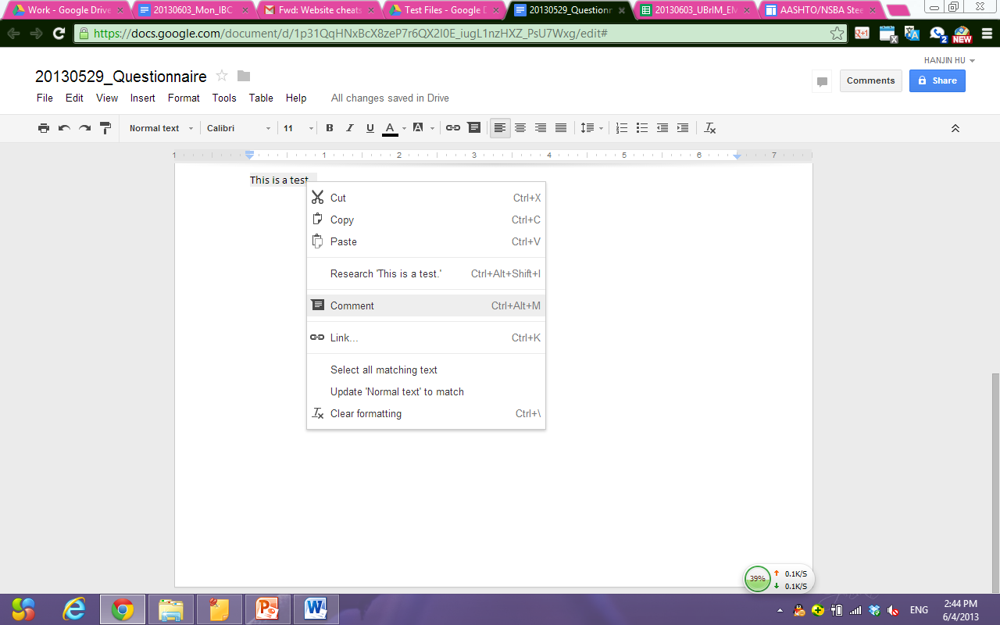 Work - Google Drive
20130603_Mon_IBC
Fwd: Website cheats
Test Files - Google D
20130529_Questionn
20130603_UBrIM_EM
AASHTO/NSBA Stee
https://docs.google.com/document/d/1p31QqHNxBcX8zeP7r6QX2I0E_iugL1nzHXZ_PsU7Wxg/edit#
g+1
X
2
NEW
HANJIN HU
20130529_Questionnaire
Comments
Share
File Edit View Insert Format Tools Table Help All changes saved in Drive
Normal text Calibri 11 B I U A A
1 1 2 3 4 5 6 7
This is a test.
Cut Ctrl+X
Copy Ctrl+C
Paste Ctrl+V
Research 'This is a test.' Ctrl+Alt+Shift+I
Comment Ctrl+Alt+M
Link... Ctrl+K
Select all matching text
Update 'Normal text' to match
Clear formatting Ctrl+\
39% 0.1K/S
0.1K/S
ENG
2:44 PM
6/4/2013